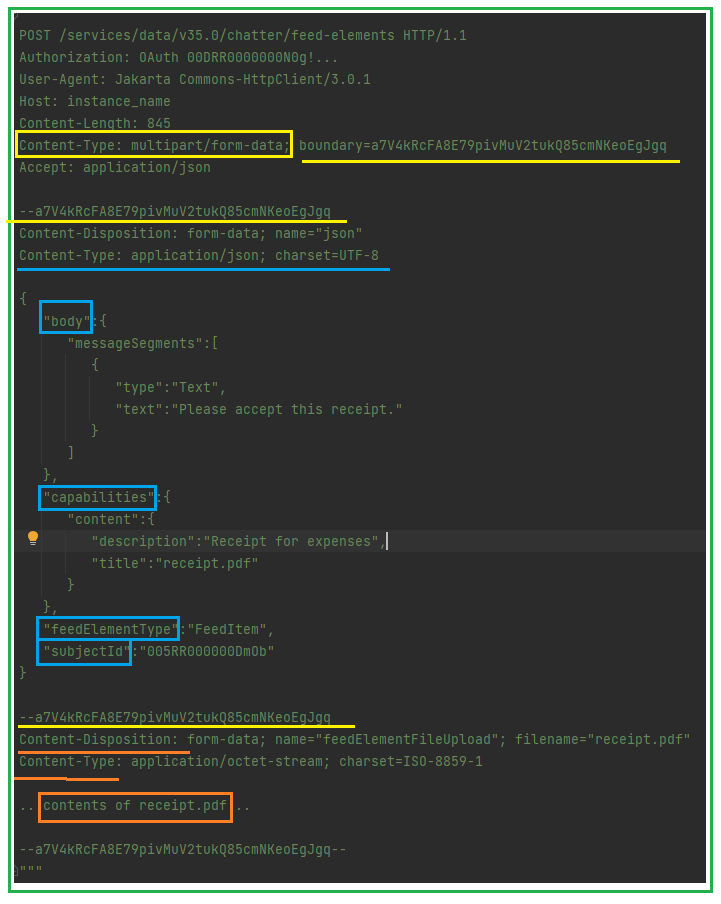 POST /services/data/v35.0/chatter/feed-elements HTTP/1.1
Authorization: OAuth 00DRR0000000N0g!...
User-Agent: Jakarta Commons-HttpClient/3.0.1
Host: instance_name
Content-Length: 845
Content-Type: multipart/form-data; boundary=a7V4kRcFA8E79pivMuV2tukQ85cmNKeoEgJgq
Accept: application/json

--a7V4kRcFA8E79pivMuV2tukQ85cmNKeoEgJgq
Content-Disposition: form-data; name="json"
Content-Type: application/json; charset=UTF-8

{
   "body":{
      "messageSegments":[
         {
            "type":"Text",
            "text":"Please accept this receipt."
         }
      ]
   },
   "capabilities":{
      "content":{
         "description":"Receipt for expenses",
         "title":"receipt.pdf"
      }
   },
   "feedElementType":"FeedItem",
   "subjectId":"005RR000000Dm0b"
}

--a7V4kRcFA8E79pivMuV2tukQ85cmNKeoEgJgq
Content-Disposition: form-data; name="feedElementFileUpload"; filename="receipt.pdf"
Content-Type: application/octet-stream; charset=ISO-8859-1

.. contents of receipt.pdf ..

--a7V4kRcFA8E79pivMuV2tukQ85cmNKeoEgJgq--
"""